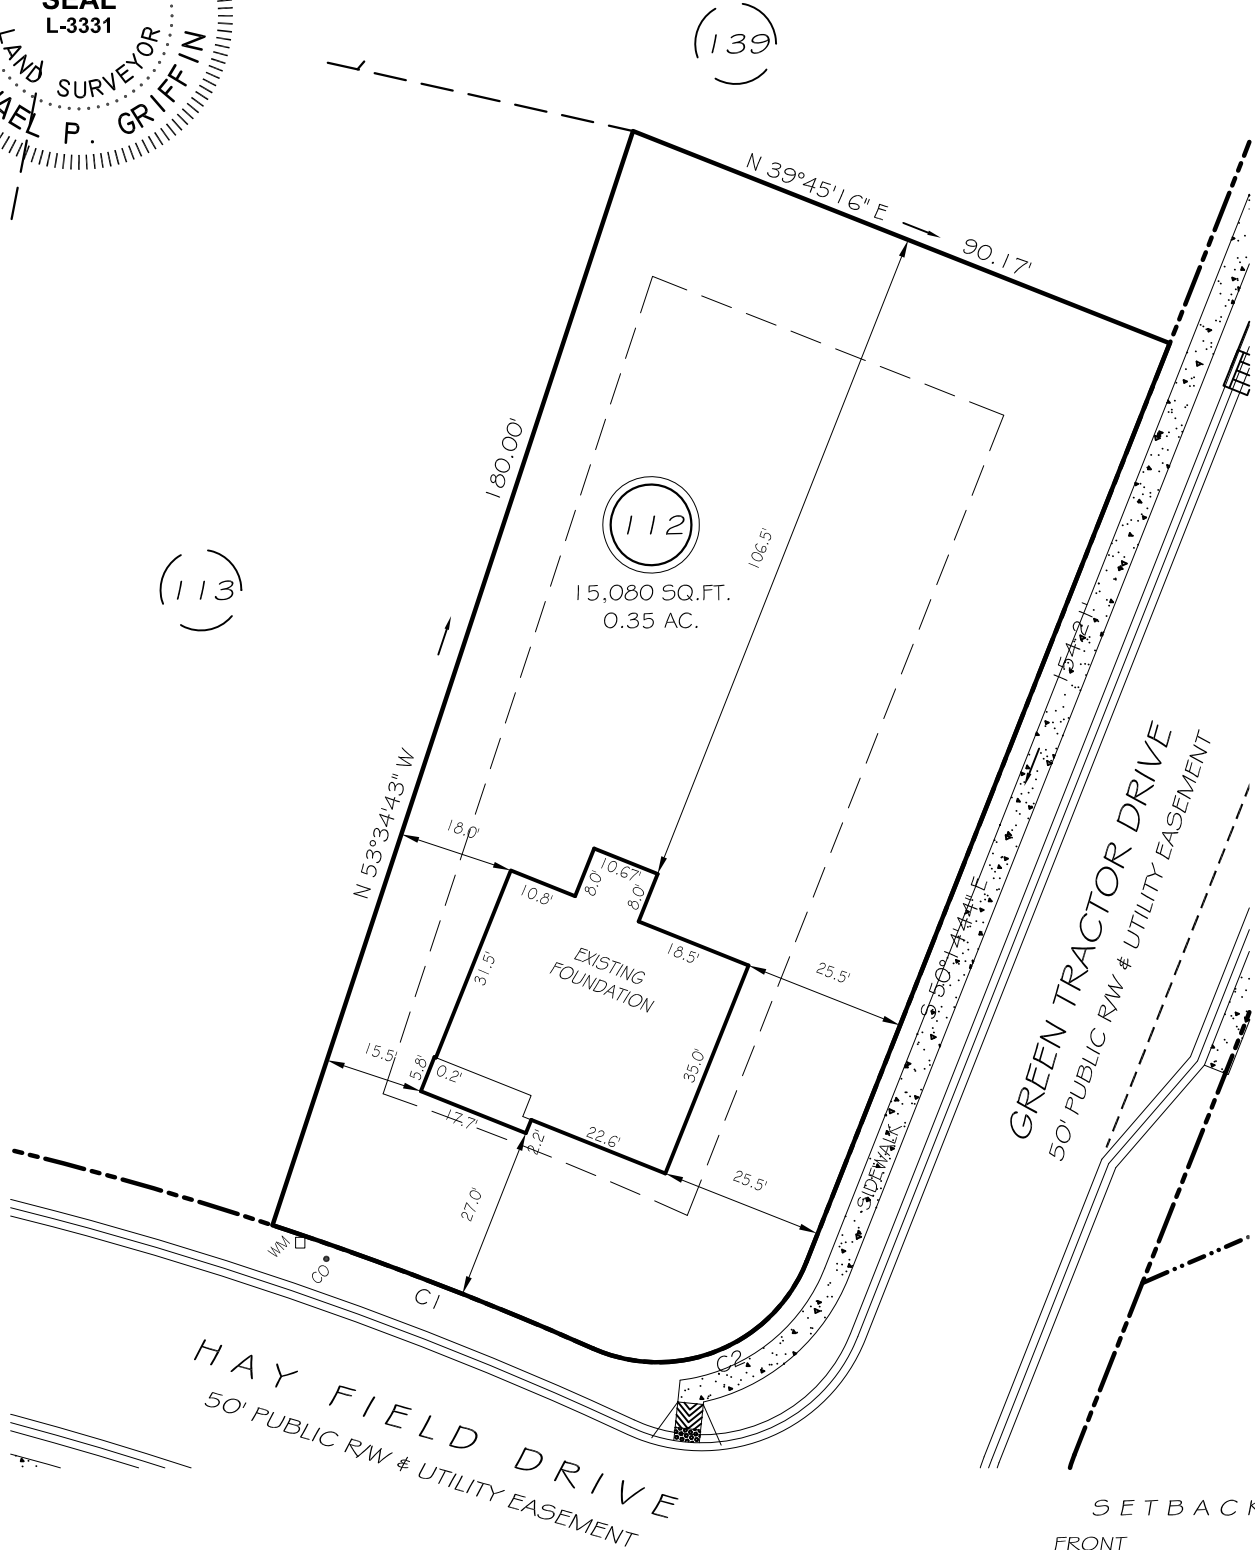 SEAL
L-3331
LAND SURVEYOR
P. GRIFFIN
139
N 39°45'16" E
90.17'
180.00'
112
15,080 SQ.FT.
0.35 AC.
113
106.5'
154.21'
N 53°34'43" W
18.0'
10.67'
8.0'
8.0'
10.8'
18.5'
25.5'
31.5'
EXISTING
FOUNDATION
S 50°14'44" E
GREEN TRACTOR DRIVE
50' PUBLIC R/W & UTILITY EASEMENT
15.5'
5.8'
0.2'
35.0'
17.7'
2.2'
22.6'
25.5'
SIDEWALK
27.0'
WM
CO
C1
C2
HAY FIELD DRIVE
50' PUBLIC R/W & UTILITY EASEMENT
SETBACK
FRONT